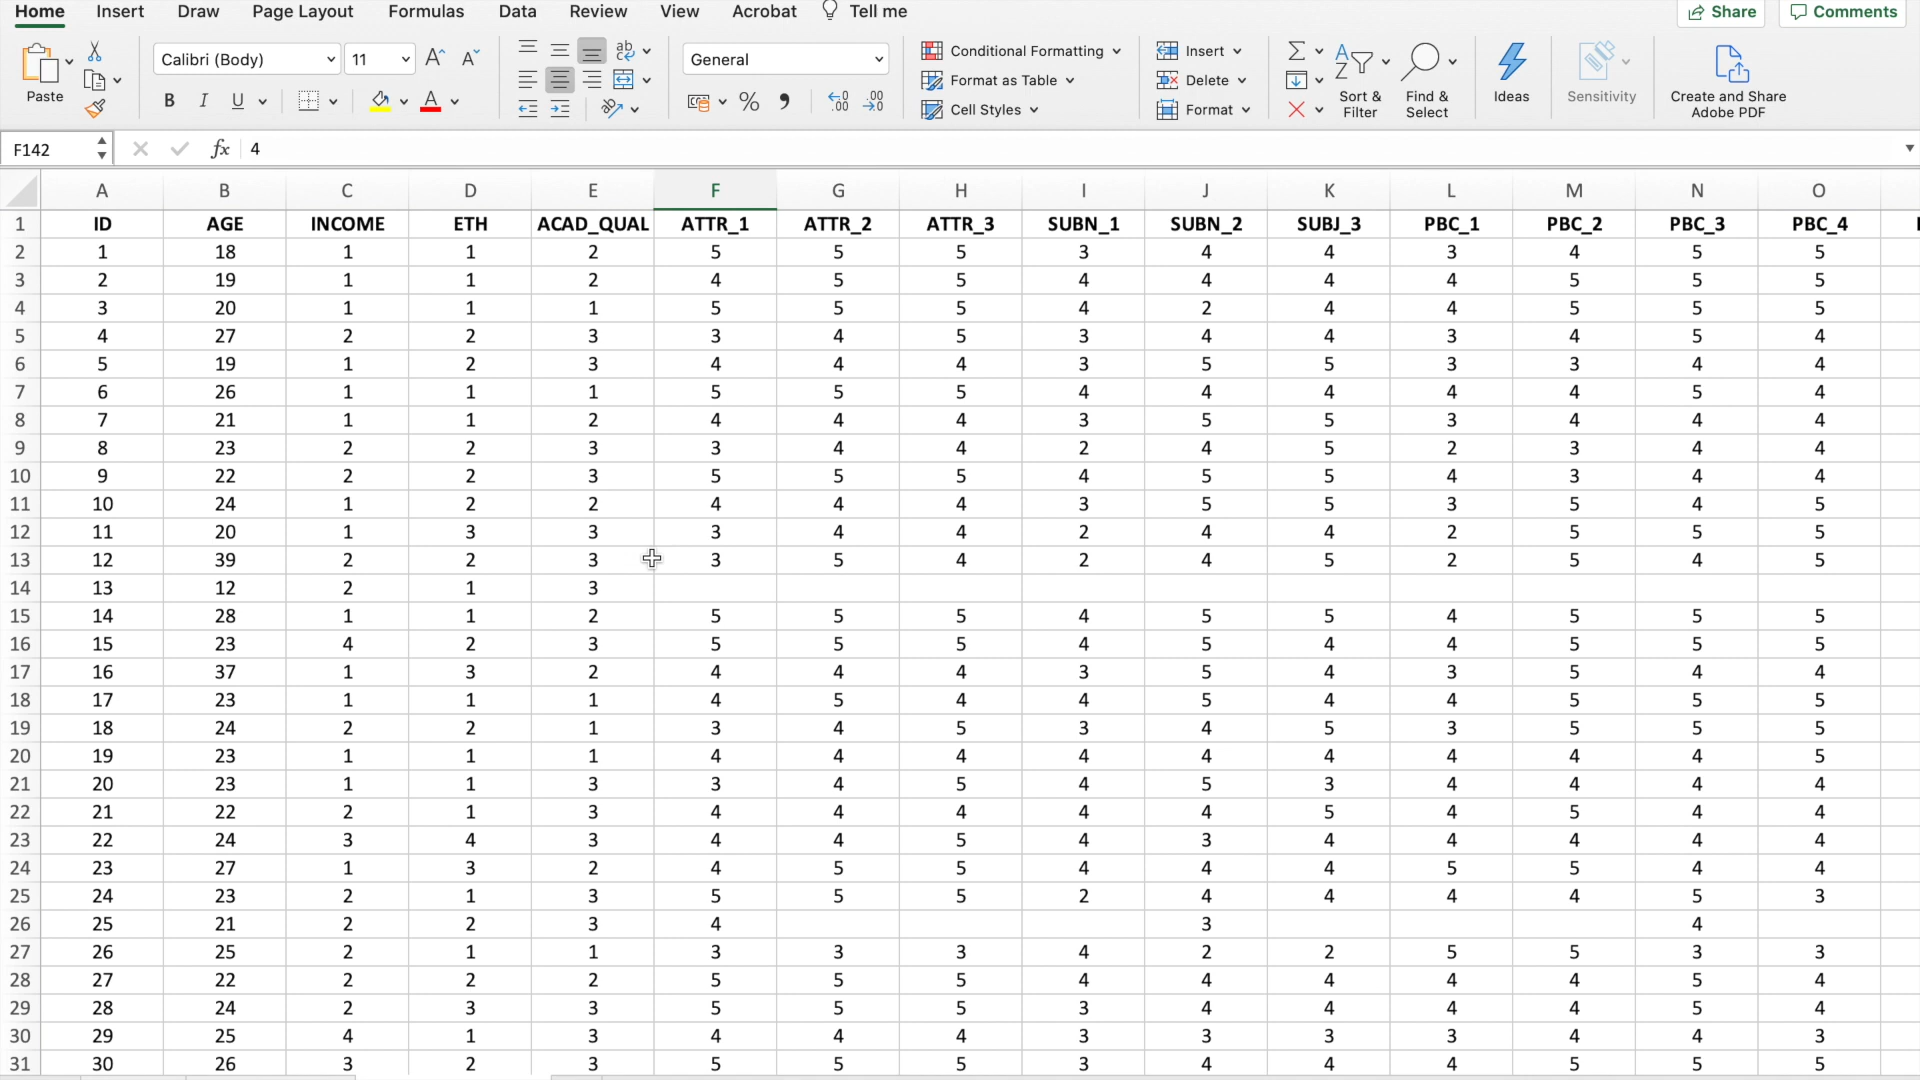 Home Insert Draw Page Layout Formulas Data Review View Acrobat Tell me Share Comments
Paste Calibri (Body) 11 A^ A˅ ab General Conditional Formatting Insert Σ A Z Sort & Filter Find & Select Ideas Sensitivity Create and Share Adobe PDF
Format as Table Delete
B I U A % 9 .00 .00 Cell Styles Format
F142 fx 4
A B C D E F G H I J K L M N O
1 ID AGE INCOME ETH ACAD_QUAL ATTR_1 ATTR_2 ATTR_3 SUBN_1 SUBN_2 SUBJ_3 PBC_1 PBC_2 PBC_3 PBC_4
2 1 18 1 1 2 5 5 5 3 4 4 3 4 5 5
3 2 19 1 1 2 4 5 5 4 4 4 4 5 5 5
4 3 20 1 1 1 5 5 5 4 2 4 4 5 5 5
5 4 27 2 2 3 3 4 5 3 4 4 3 4 5 4
6 5 19 1 2 3 4 4 4 3 5 5 3 3 4 4
7 6 26 1 1 1 5 5 5 4 4 4 4 4 5 4
8 7 21 1 1 2 4 4 4 3 5 5 3 4 4 4
9 8 23 2 2 3 3 4 4 2 4 5 2 3 4 4
10 9 22 2 2 3 5 5 5 4 5 5 4 3 4 4
11 10 24 1 2 2 4 4 4 3 5 5 3 5 4 5
12 11 20 1 3 3 3 4 4 2 4 4 2 5 5 5
13 12 39 2 2 3 3 5 4 2 4 5 2 5 4 5
14 13 12 2 1 3
15 14 28 1 1 2 5 5 5 4 5 5 4 5 5 5
16 15 23 4 2 3 5 5 5 4 5 4 4 5 5 5
17 16 37 1 3 2 4 4 4 3 5 4 3 5 4 4
18 17 23 1 1 1 4 5 4 4 5 4 4 5 5 5
19 18 24 2 2 1 3 4 5 3 4 5 3 5 5 5
20 19 23 1 1 1 4 4 4 4 4 4 4 4 4 5
21 20 23 1 1 3 3 4 5 4 5 3 4 4 4 4
22 21 22 2 1 3 4 4 4 4 4 5 4 5 4 4
23 22 24 3 4 3 4 4 5 4 3 4 4 4 4 4
24 23 27 1 3 2 4 5 5 4 4 4 5 5 4 4
25 24 23 2 1 3 5 5 5 2 4 4 4 4 5 3
26 25 21 2 2 3 4 3 4
27 26 25 2 1 1 3 3 3 4 2 2 5 5 3 3
28 27 22 2 2 2 5 5 5 4 4 4 4 4 5 4
29 28 24 2 3 3 5 5 5 3 4 4 4 4 5 4
30 29 25 4 1 3 4 4 4 3 3 3 3 4 4 3
31 30 26 3 2 3 5 5 5 3 4 4 4 5 5 5